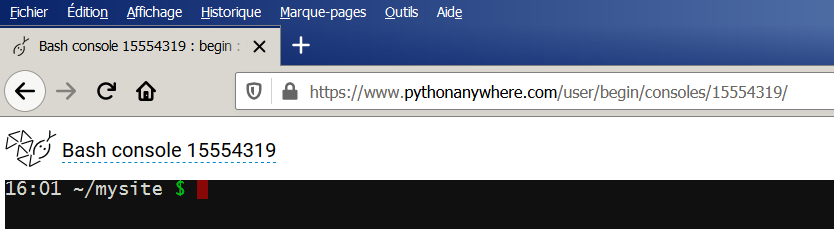 Fichier Édition Affichage Historique Marque-pages Outils Aide
Bash console 15554319 : begin :
https://www.pythonanywhere.com/user/begin/consoles/15554319/
Bash console 15554319
16:01 ~/mysite $